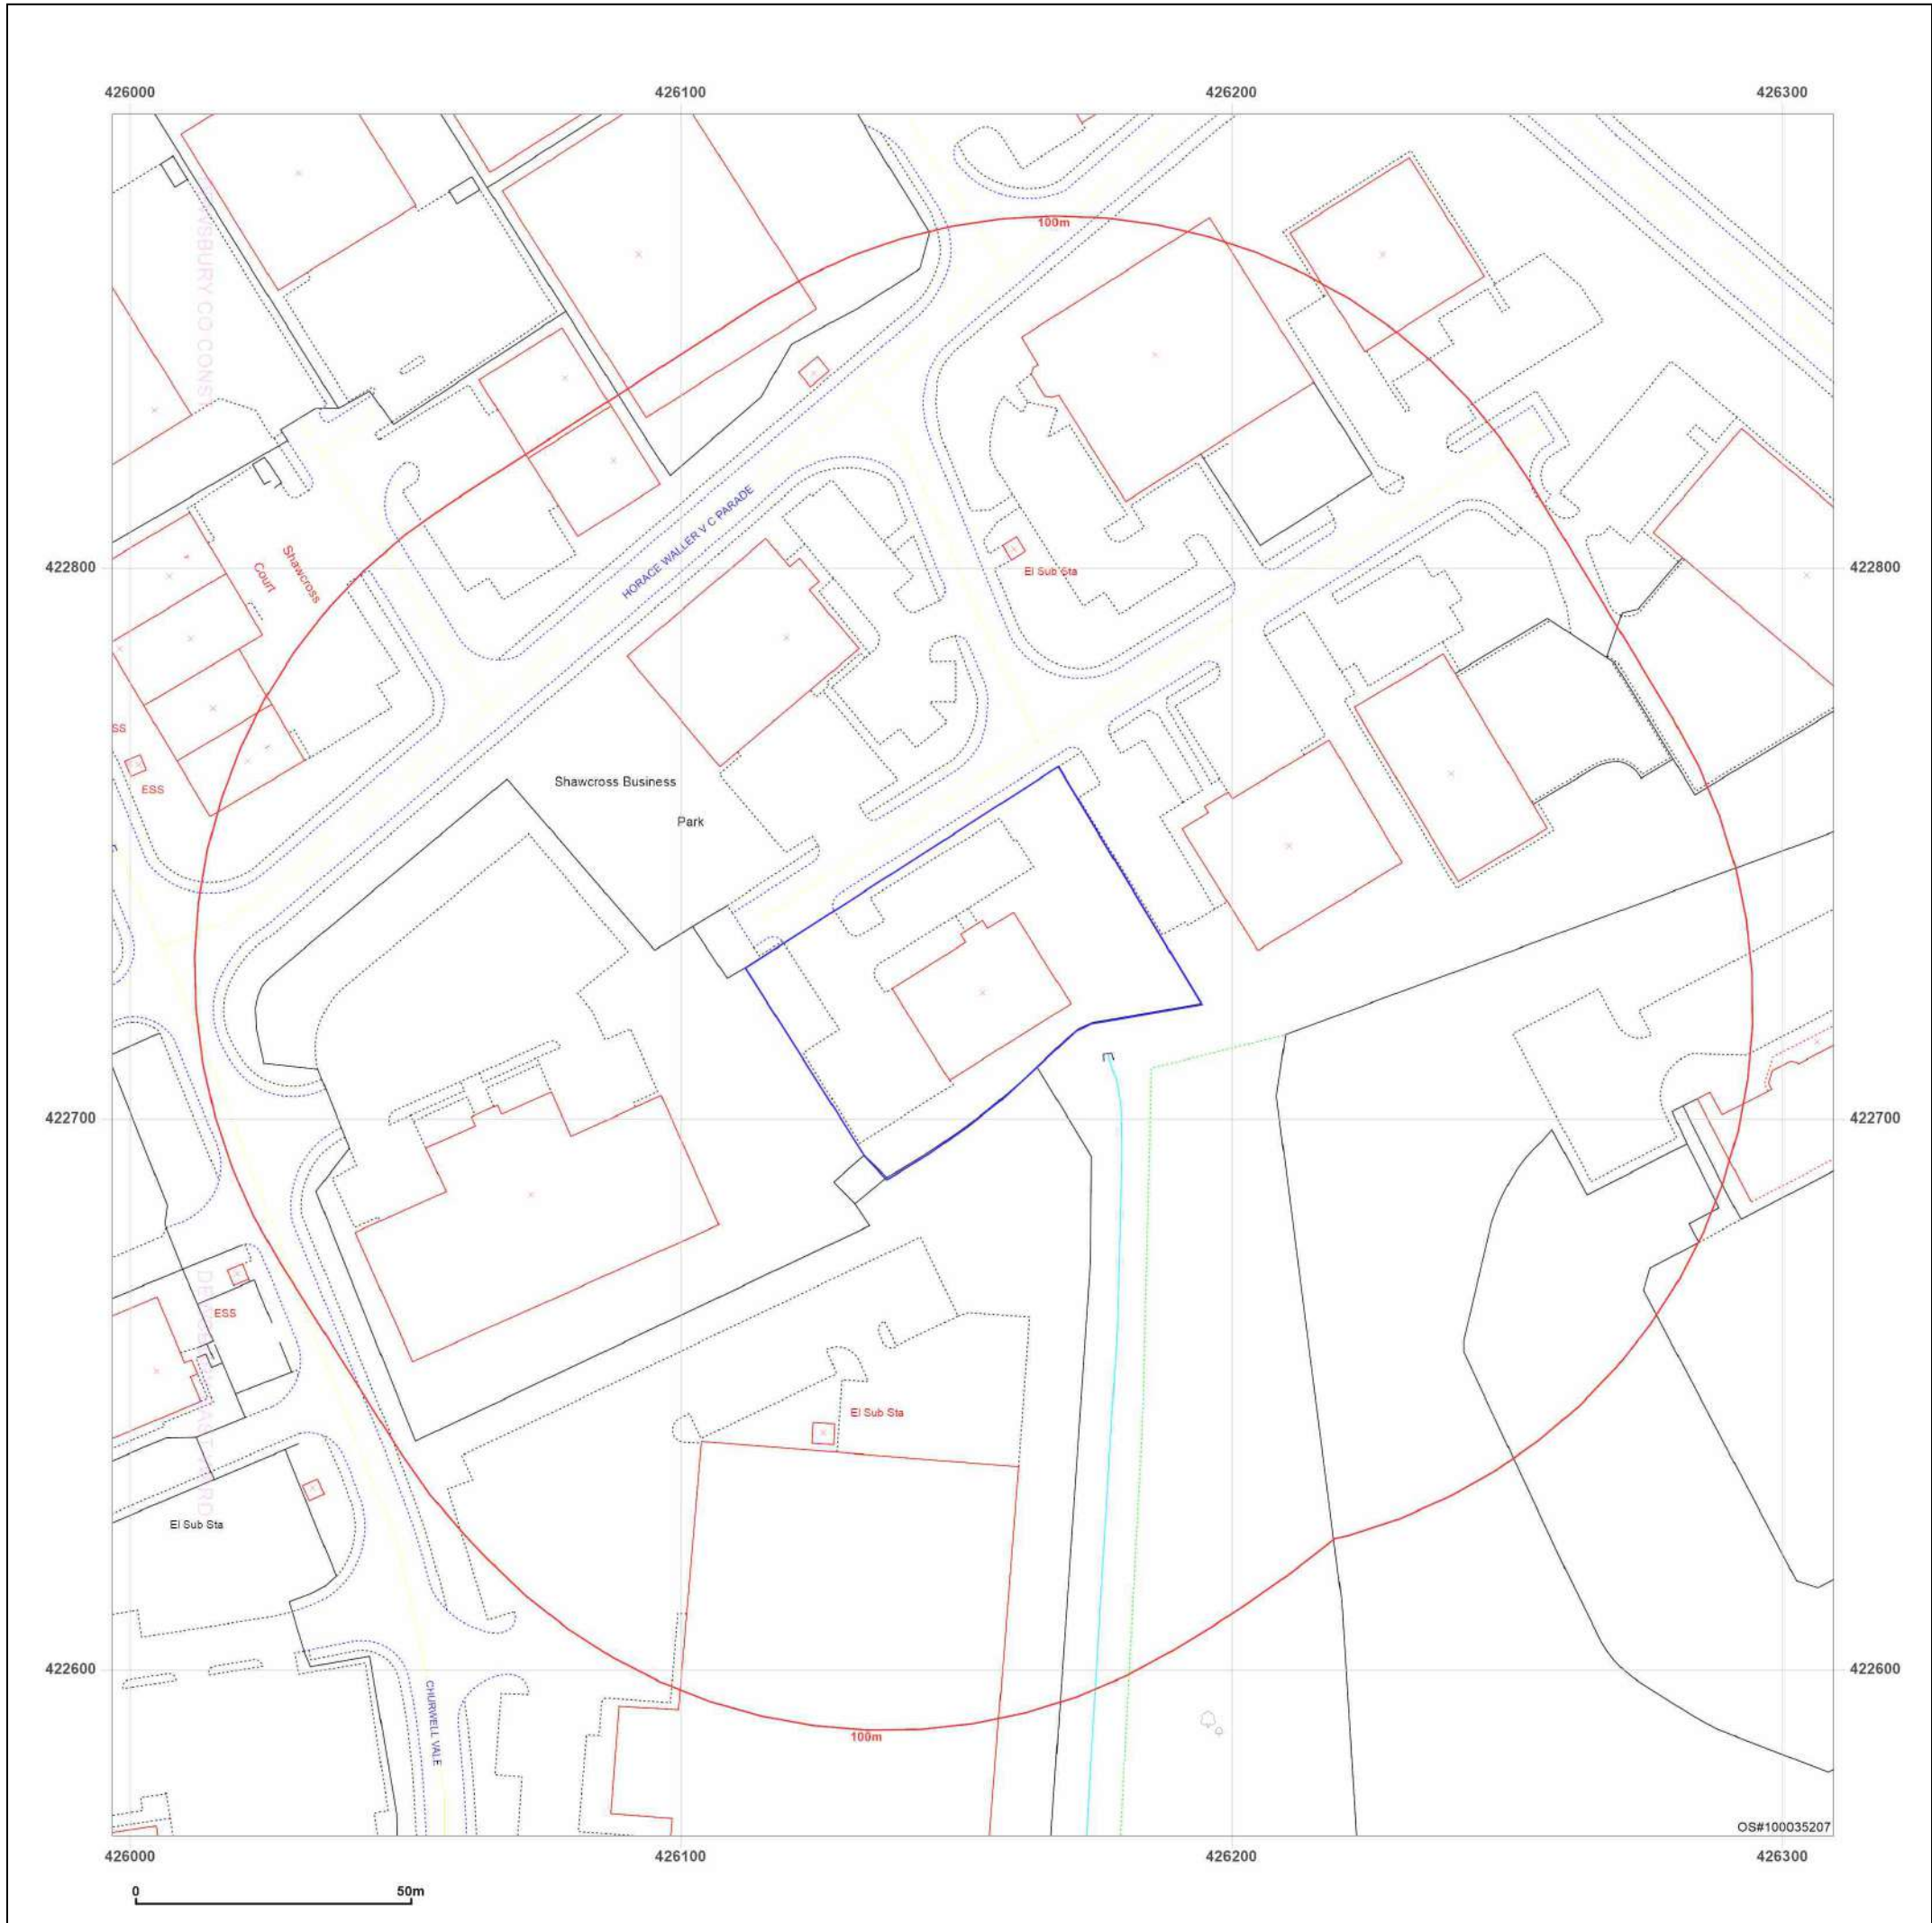 426000
426100
426200
426300
100m
HORACE WALLER V C PARADE
Shawcross
Court
422800
El Sub Sta
422800
SS
ESS
Shawcross Business
Park
422700
422700
ESS
El Sub Sta
El Sub Sta
422600
422600
CHURWELL VALE
100m
OS#100035207
426000
426100
426200
426300
0
50m